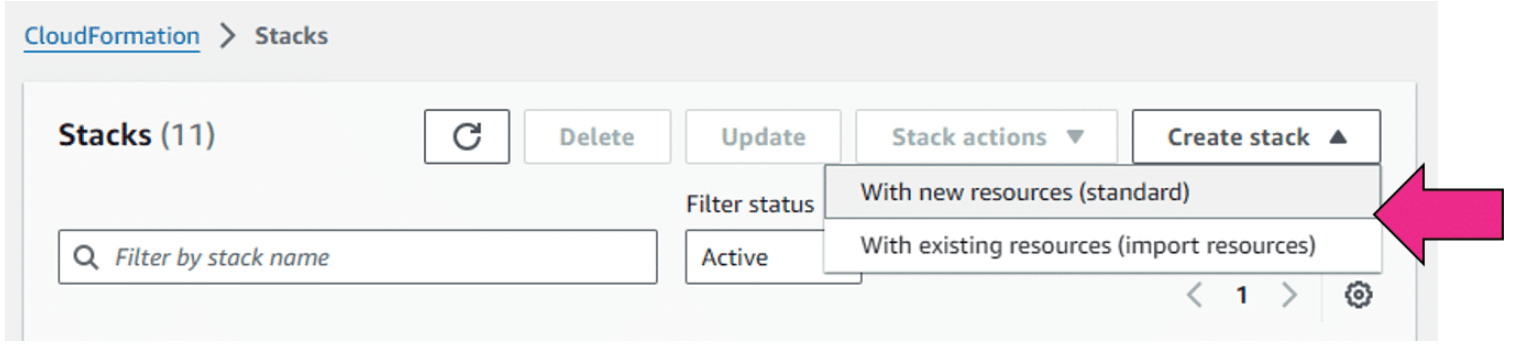 CloudFormation > Stacks
Stacks (11) Delete Update Stack actions Create stack
With new resources (standard)
Filter status
With existing resources (import resources)
Filter by stack name Active
1